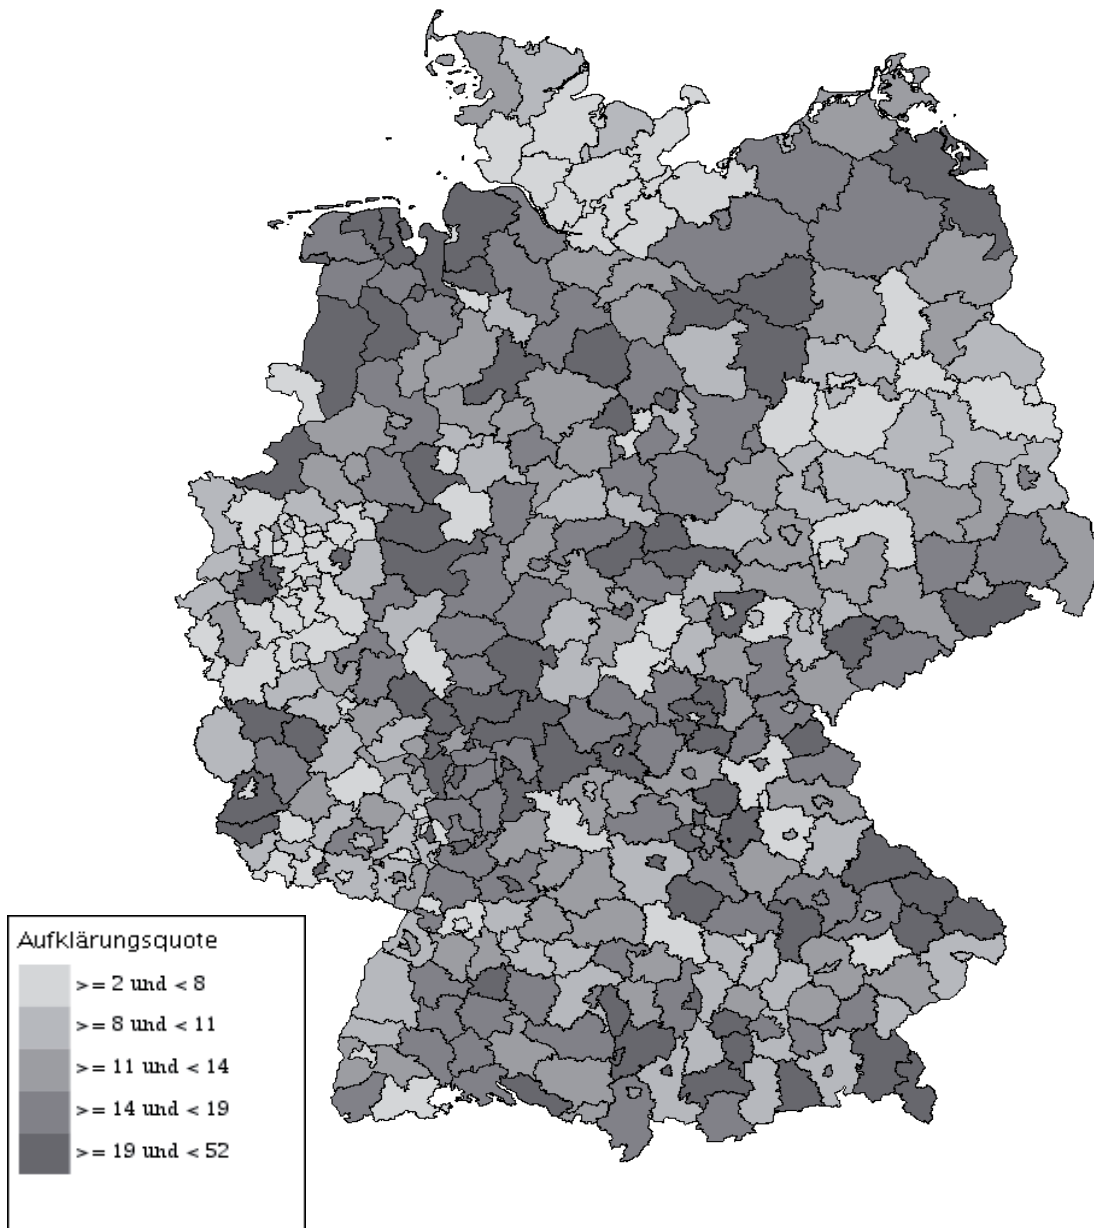 Aufklärungsquote
>= 2 und < 8
>= 8 und < 11
>= 11 und < 14
>= 14 und < 19
>= 19 und < 52